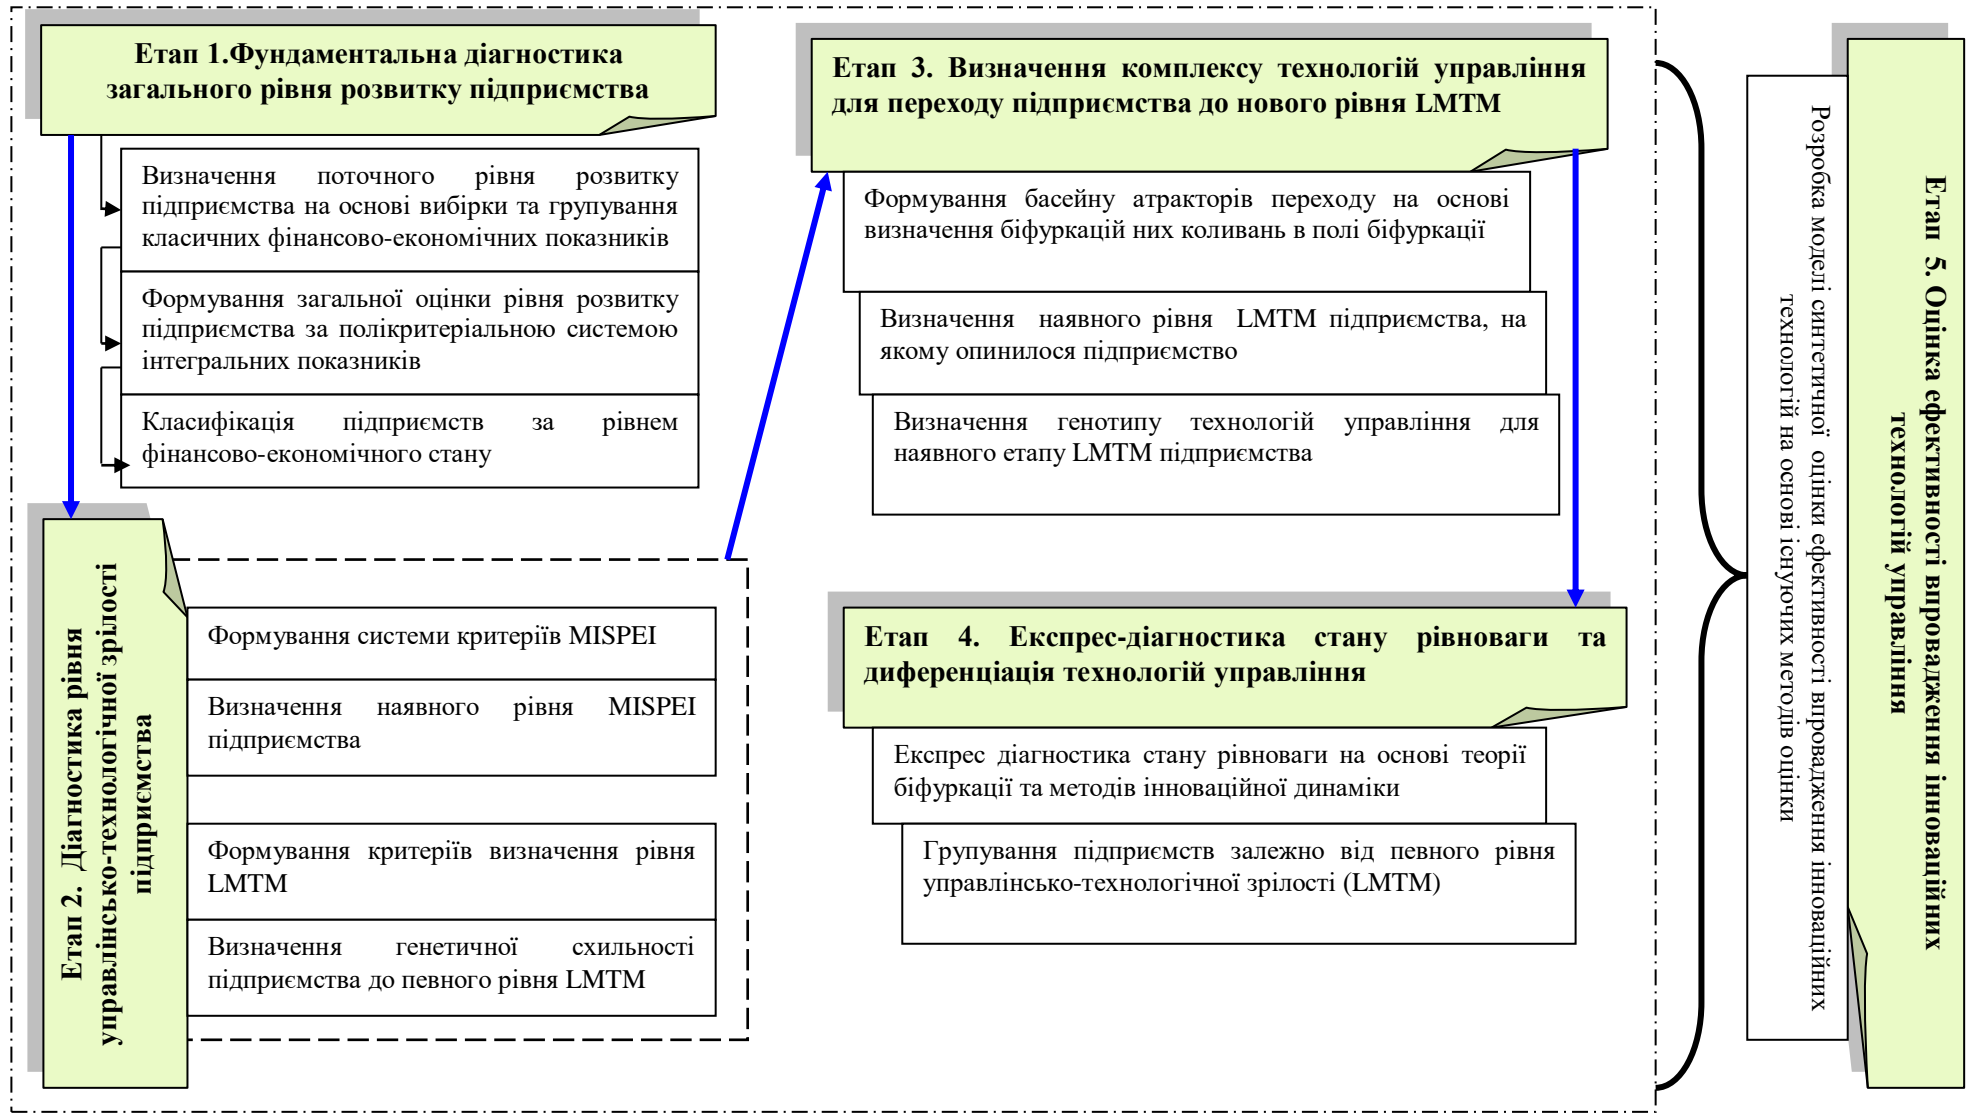 Етап 1.Фундаментальна діагностика
загального рівня розвитку підприємства
Визначення поточного рівня розвитку
підприємства на основі вибірки та групування
класичних фінансово-економічних показників
Формування загальної оцінки рівня розвитку
підприємства за полікритеріальною системою
інтегральних показників
Класифікація підприємств за рівнем
фінансово-економічного стану
Етап 2. Діагностика рівня
управлінсько-технологічної зрілості
підприємства
Формування системи критеріїв MISPEI
Визначення наявного рівня MISPEI
підприємства
Формування критеріїв визначення рівня
LMTM
Визначення генетичної схильності
підприємства до певного рівня LMTM
Етап 3. Визначення комплексу технологій управління
для переходу підприємства до нового рівня LMTM
Формування басейну атракторів переходу на основі
визначення біфуркацій них коливань в полі біфуркації
Визначення наявного рівня LMTM підприємства, на
якому опинилося підприємство
Визначення генотипу технологій управління для
наявного етапу LMTM підприємства
Етап 4. Експрес-діагностика стану рівноваги та
диференціація технологій управління
Експрес діагностика стану рівноваги на основі теорії
біфуркації та методів інноваційної динаміки
Групування підприємств залежно від певного рівня
управлінсько-технологічної зрілості (LMTM)
Етап 5. Оцінка ефективності впровадження інноваційних
технологій управління
Розробка моделі синтетичної оцінки ефективності впровадження інноваційних
технологій на основі існуючих методів оцінки